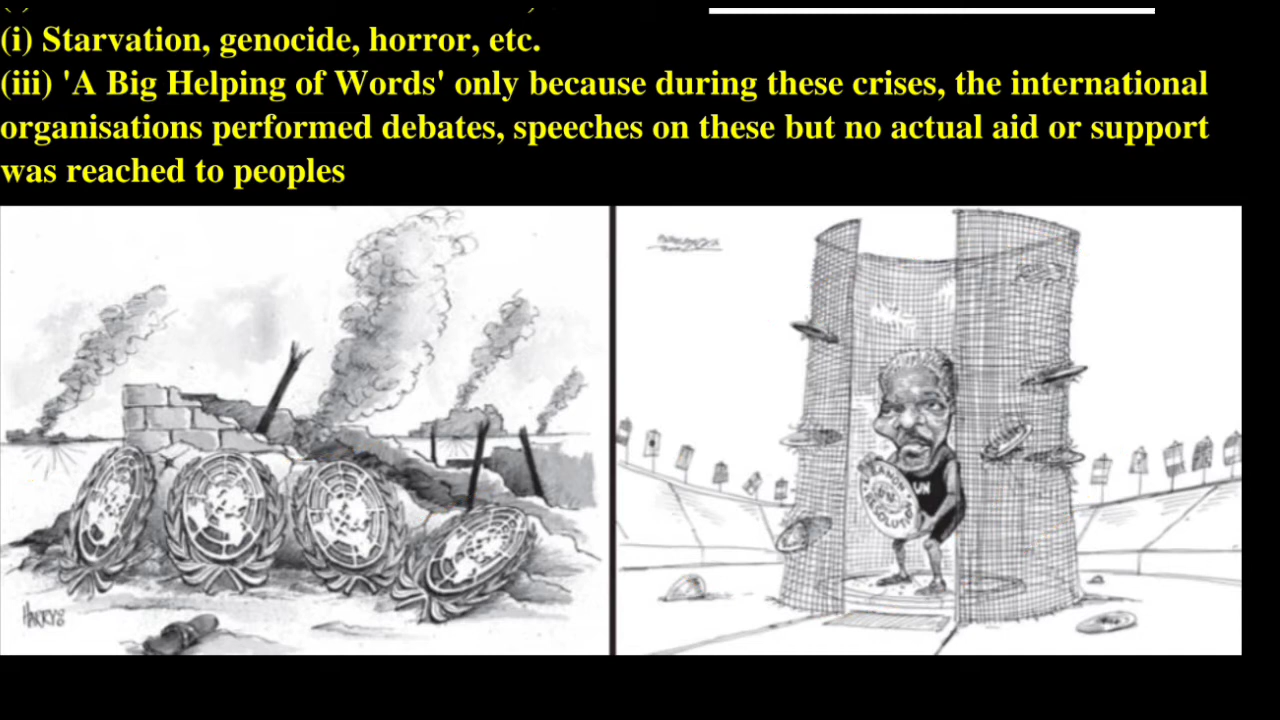 (i) Starvation, genocide, horror, etc.
(iii) 'A Big Helping of Words' only because during these crises, the international
organisations performed debates, speeches on these but no actual aid or support
was reached to peoples
HARRYS
UN